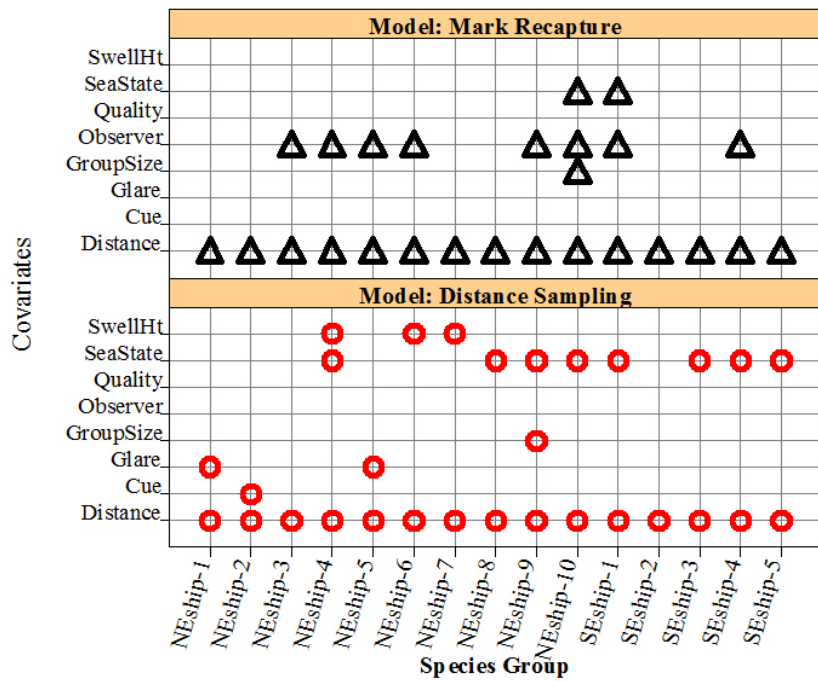 Model: Mark Recapture
SwellHt
SeaState
Quality
Observer
GroupSize
Glare
Cue
Distance
Covariates
Model: Distance Sampling
SwellHt
SeaState
Quality
Observer
GroupSize
Glare
Cue
Distance
NEship-1
NEship-2
NEship-3
NEship-4
NEship-5
NEship-6
NEship-7
NEship-8
NEship-9
NEship-10
SEship-1
SEship-2
SEship-3
SEship-4
SEship-5
Species Group